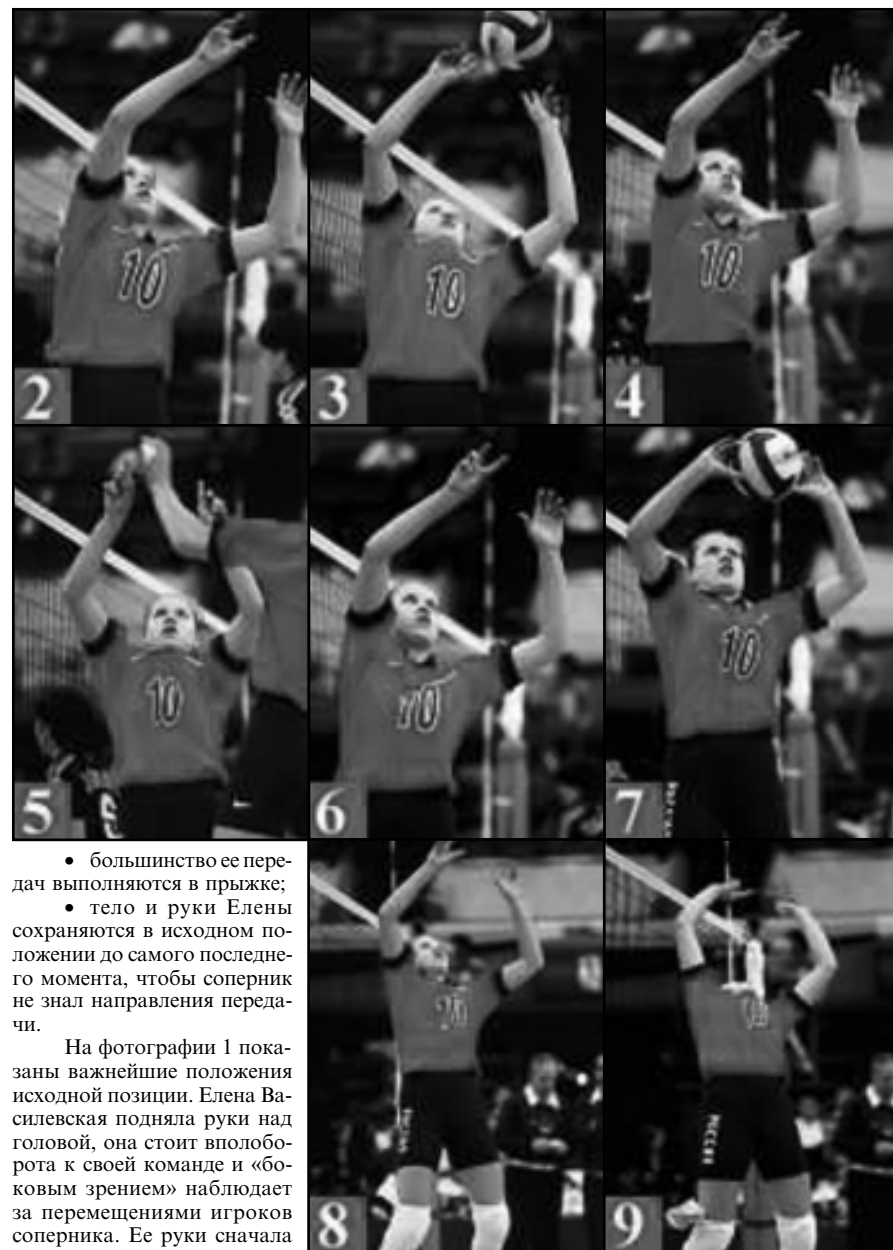 10
2
10
3
10
4
10
5
10
6
10
7
• большинство ее пере-
дач выполняются в прыжке;
• тело и руки Елены
сохраняются в исходном по-
ложении до самого последне-
го момента, чтобы соперник
не знал направления переда-
чи.
На фотографии 1 пока-
заны важнейшие положения
исходной позиции. Елена Ва-
силевская подняла руки над
головой, она стоит вполобо-
рота к своей команде и «бо-
ковым зрением» наблюдает
за перемещениями игроков
соперника. Ее руки сначала
8
9